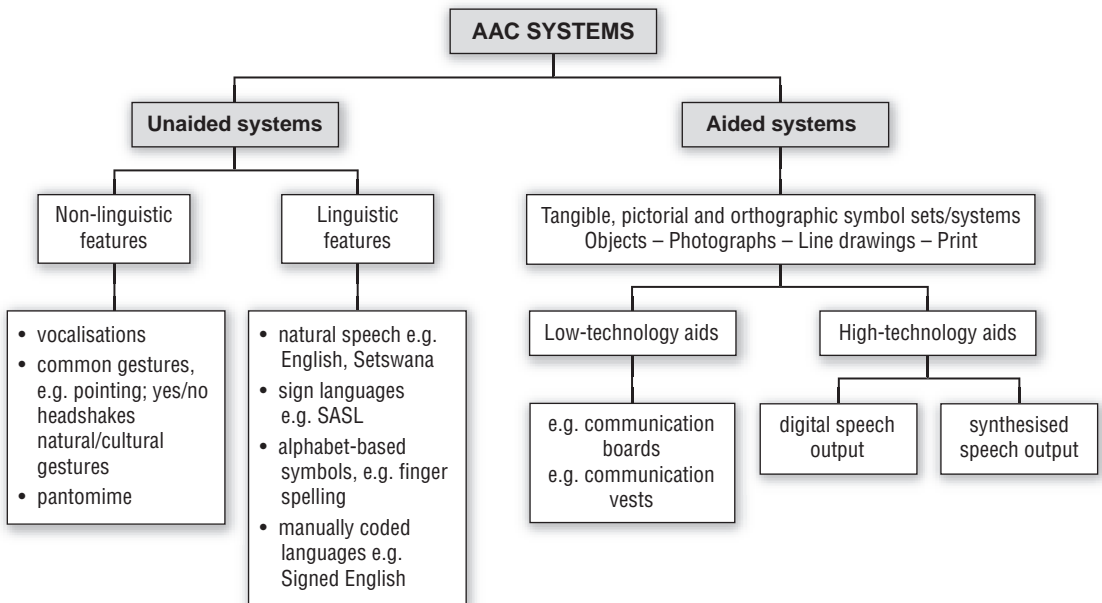 AAC SYSTEMS
Unaided systems
Aided systems
Non-linguistic
features
Linguistic
features
Tangible, pictorial and orthographic symbol sets/systems
Objects – Photographs – Line drawings – Print
• vocalisations
• common gestures,
e.g. pointing; yes/no
headshakes
natural/cultural
gestures
• pantomime
• natural speech e.g.
English, Setswana
• sign languages
e.g. SASL
• alphabet-based
symbols, e.g. finger
spelling
• manually coded
languages e.g.
Signed English
Low-technology aids
High-technology aids
e.g. communication
boards
e.g. communication
vests
digital speech
output
synthesised
speech output